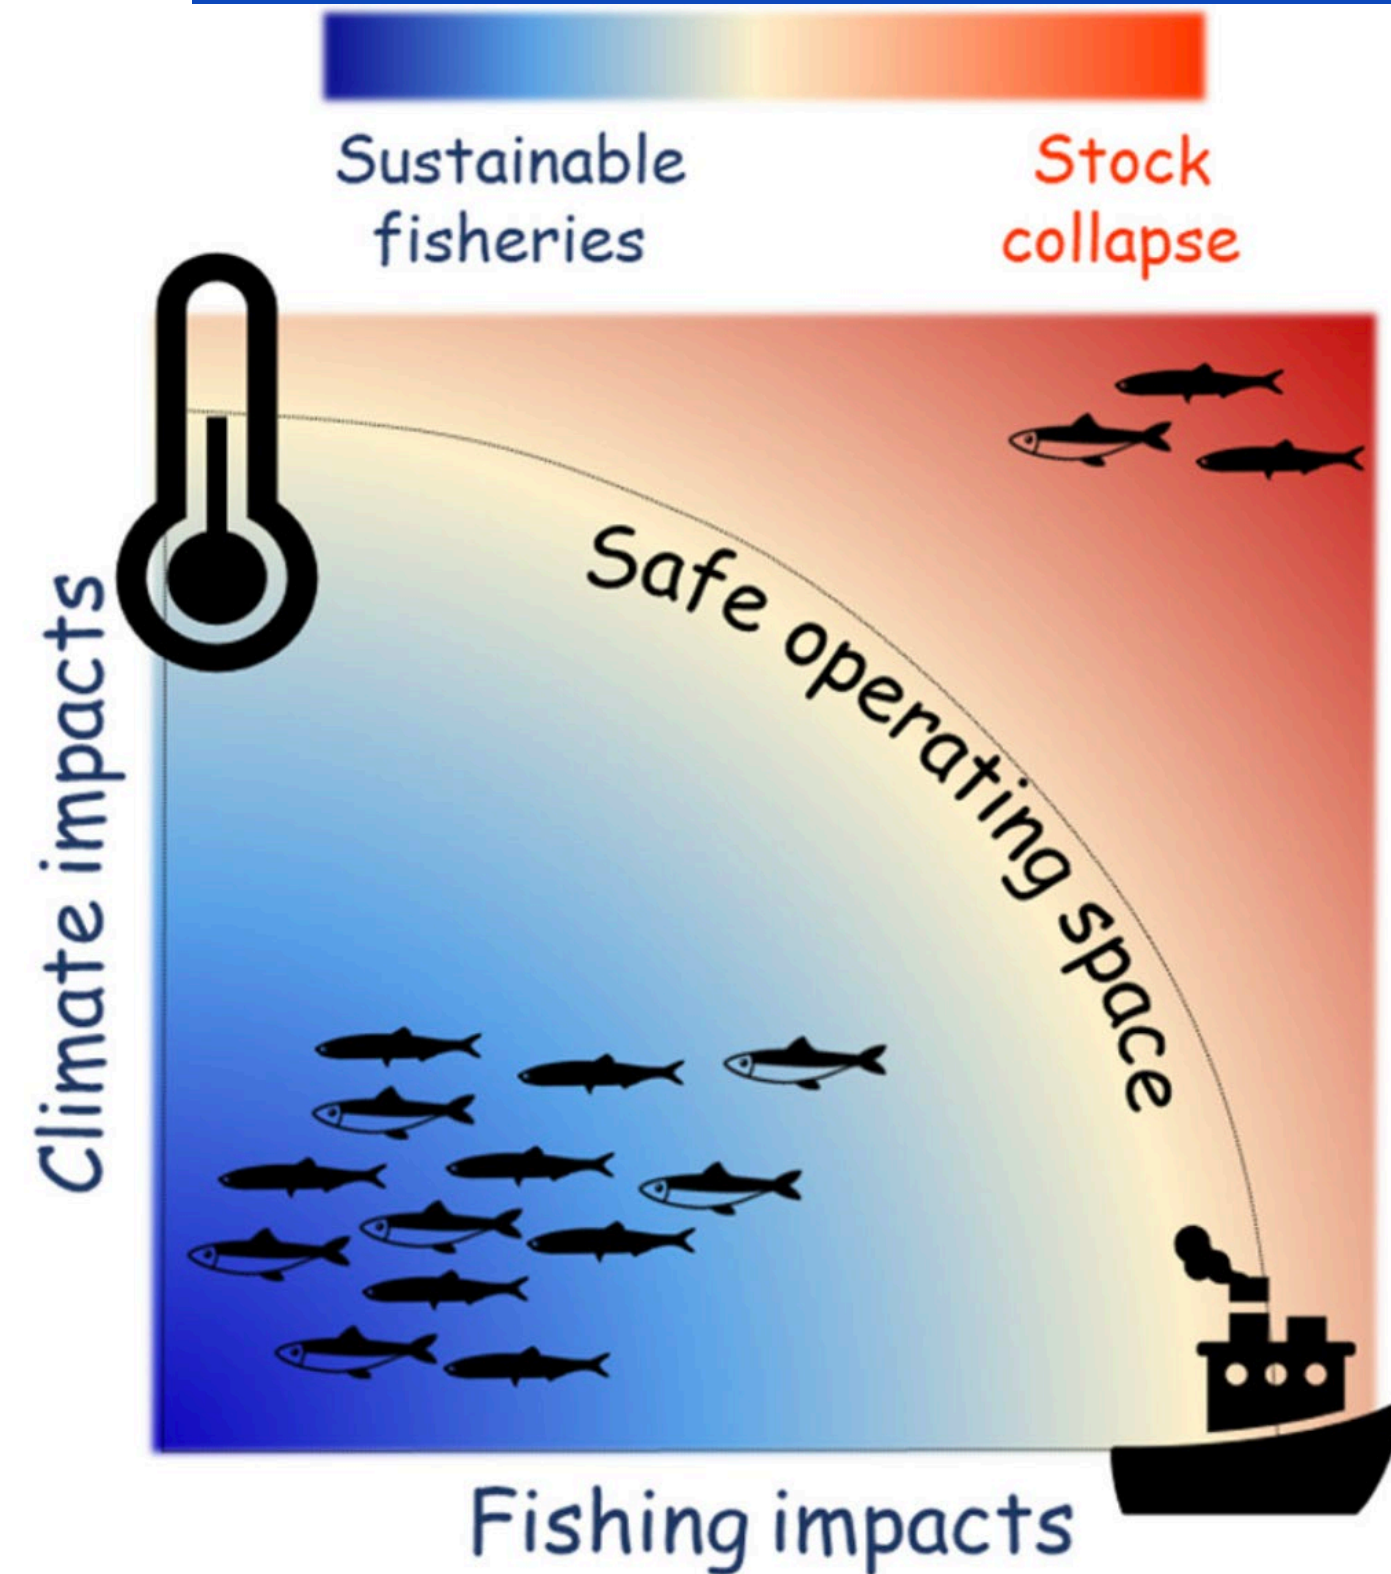 Sustainable
fisheries
Stock
collapse
Safe operating space
Climate impacts
Fishing impacts